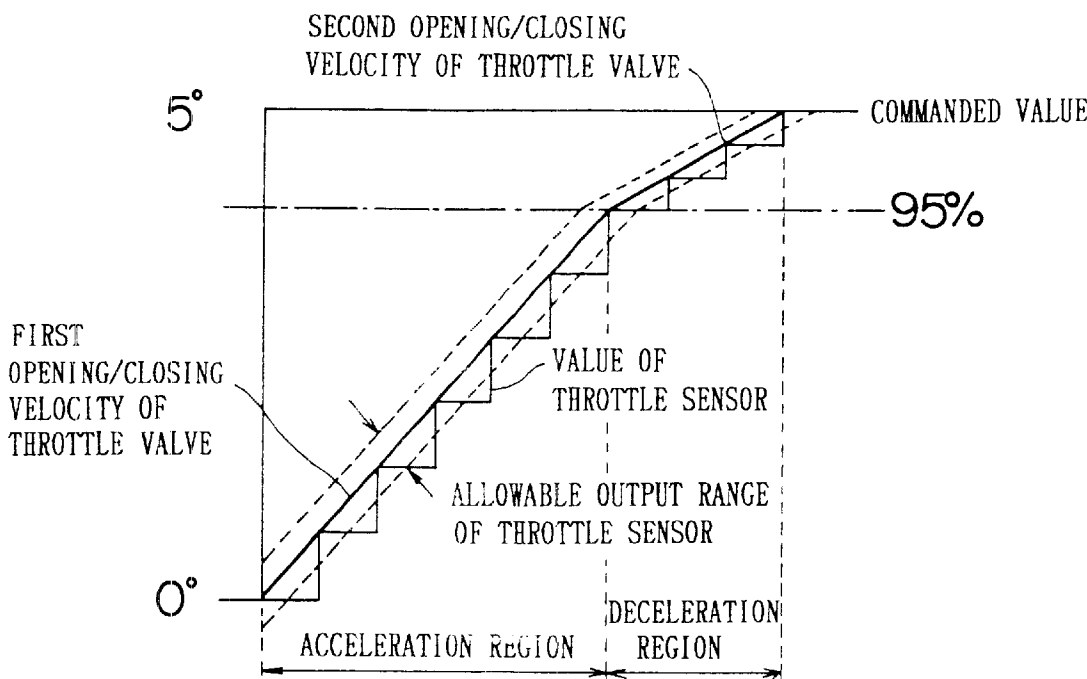 SECOND OPENING/CLOSING
VELOCITY OF THROTTLE VALVE
5°
COMMANDED VALUE
95%
FIRST
OPENING/CLOSING
VELOCITY OF
THROTTLE VALVE
VALUE OF
THROTTLE SENSOR
ALLOWABLE OUTPUT RANGE
OF THROTTLE SENSOR
0°
ACCELERATION REGION
DECELERATION
REGION